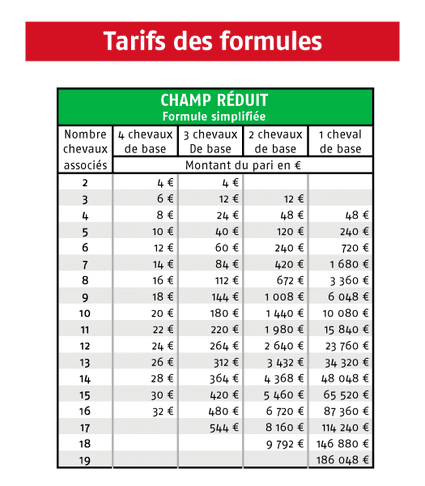 Tarifs des formules
CHAMP RÉDUIT
Formule simplifiée
Nombre chevaux associés 4 chevaux de base 3 chevaux De base 2 chevaux de base 1 cheval de base
Montant du pari en €
2 4 € 4 €
3 6 € 12 € 12 €
4 8 € 24 € 48 € 48 €
5 10 € 40 € 120 € 240 €
6 12 € 60 € 240 € 720 €
7 14 € 84 € 420 € 1 680 €
8 16 € 112 € 672 € 3 360 €
9 18 € 144 € 1 008 € 6 048 €
10 20 € 180 € 1 440 € 10 080 €
11 22 € 220 € 1 980 € 15 840 €
12 24 € 264 € 2 640 € 23 760 €
13 26 € 312 € 3 432 € 34 320 €
14 28 € 364 € 4 368 € 48 048 €
15 30 € 420 € 5 460 € 65 520 €
16 32 € 480 € 6 720 € 87 360 €
17 544 € 8 160 € 114 240 €
18 9 792 € 146 880 €
19 186 048 €